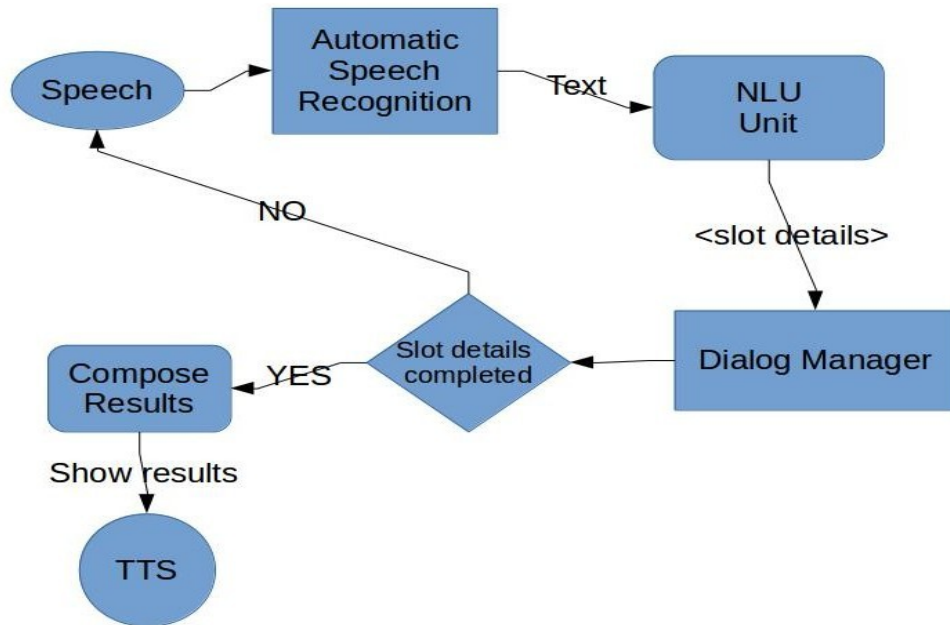 Speech
Automatic
Speech
Recognition
Text
NLU
Unit
NO
<slot details>
Slot details
completed
Dialog Manager
YES
Compose
Results
Show results
TTS